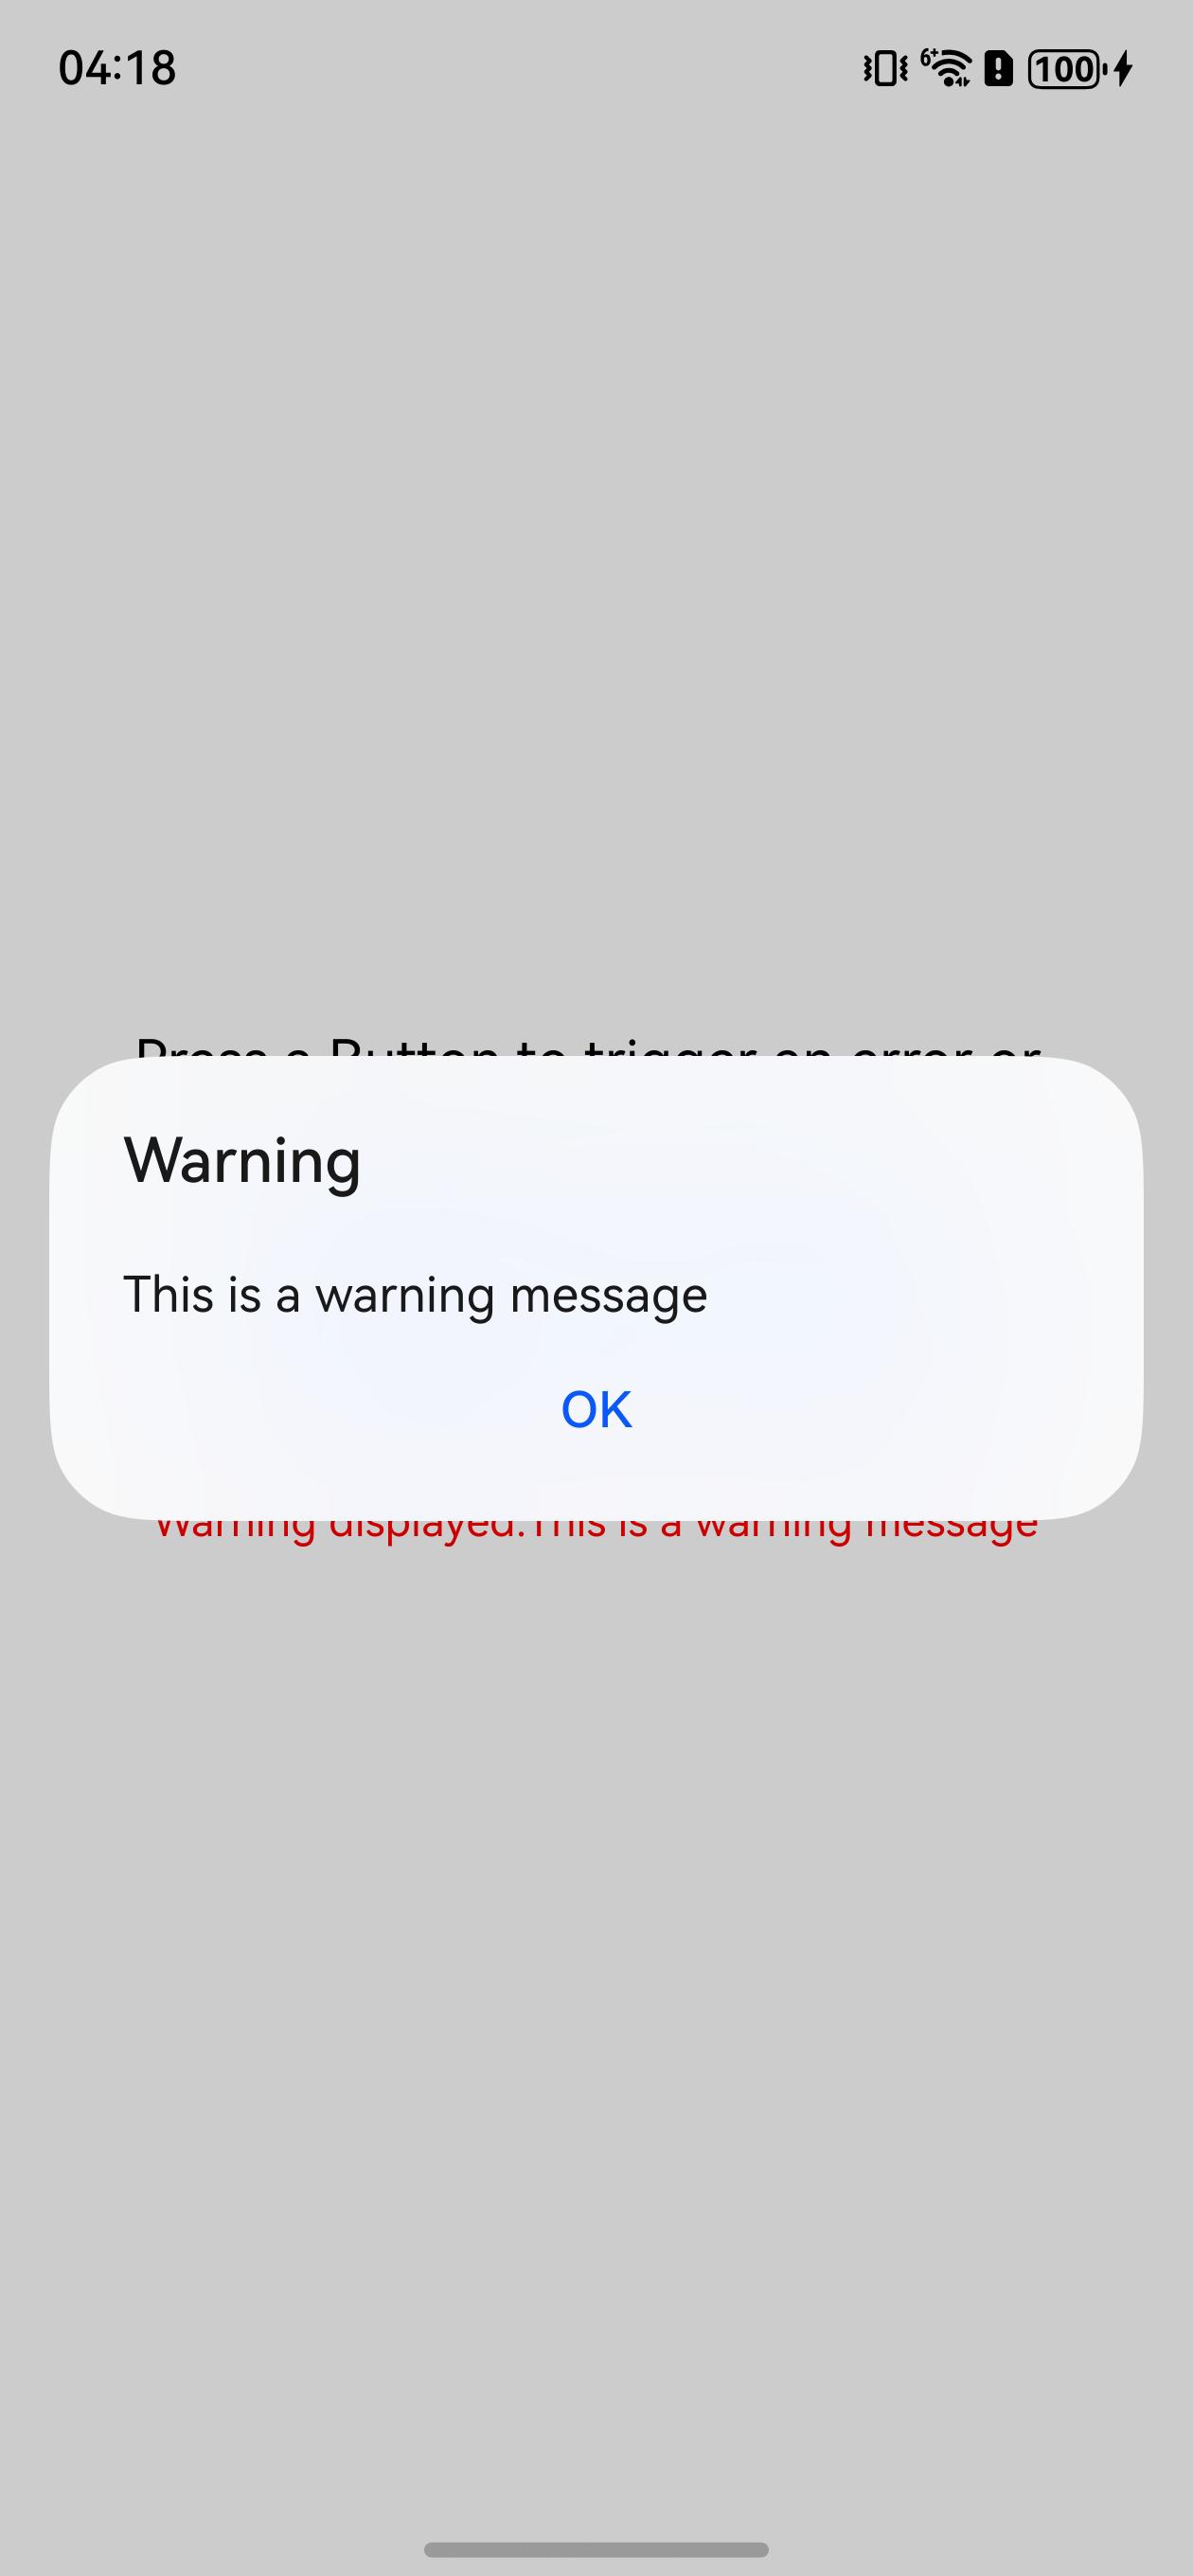 04:18
6+
100
Press a Button to trigger an error or
Warning
This is a warning message
OK
Warning displayed.This is a warning message